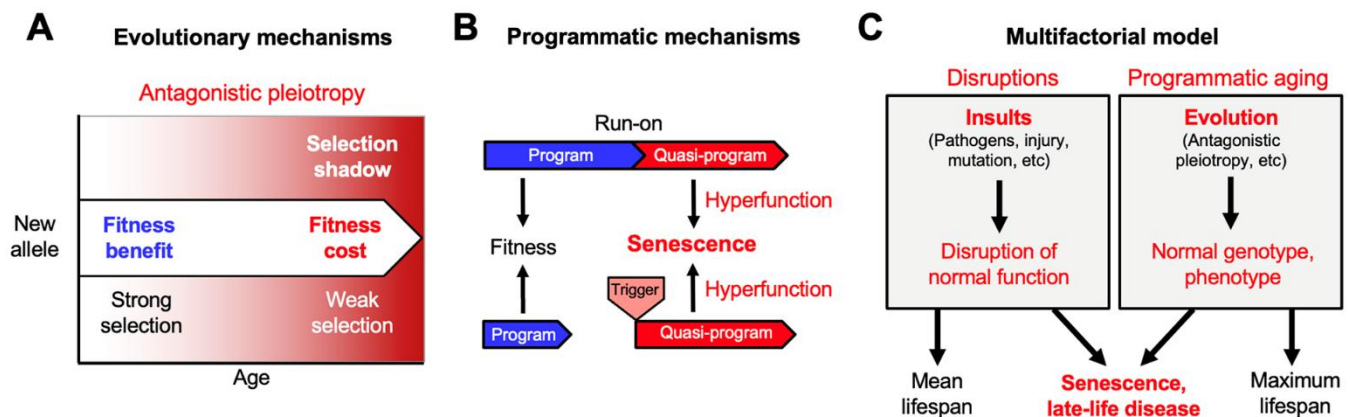 A
Evolutionary mechanisms
Antagonistic pleiotropy
Selection
shadow
New
allele
Fitness
benefit
Fitness
cost
Strong
selection
Weak
selection
Age
B
Programmatic mechanisms
Run-on
Program
Quasi-program
Hyperfunction
Fitness
Senescence
Trigger
Hyperfunction
Program
Quasi-program
C
Multifactorial model
Disruptions
Programmatic aging
Insults
(Pathogens, injury,
mutation, etc)
Disruption of
normal function
Evolution
(Antagonistic
pleiotropy, etc)
Normal genotype,
phenotype
Mean
lifespan
Senescence,
late-life disease
Maximum
lifespan